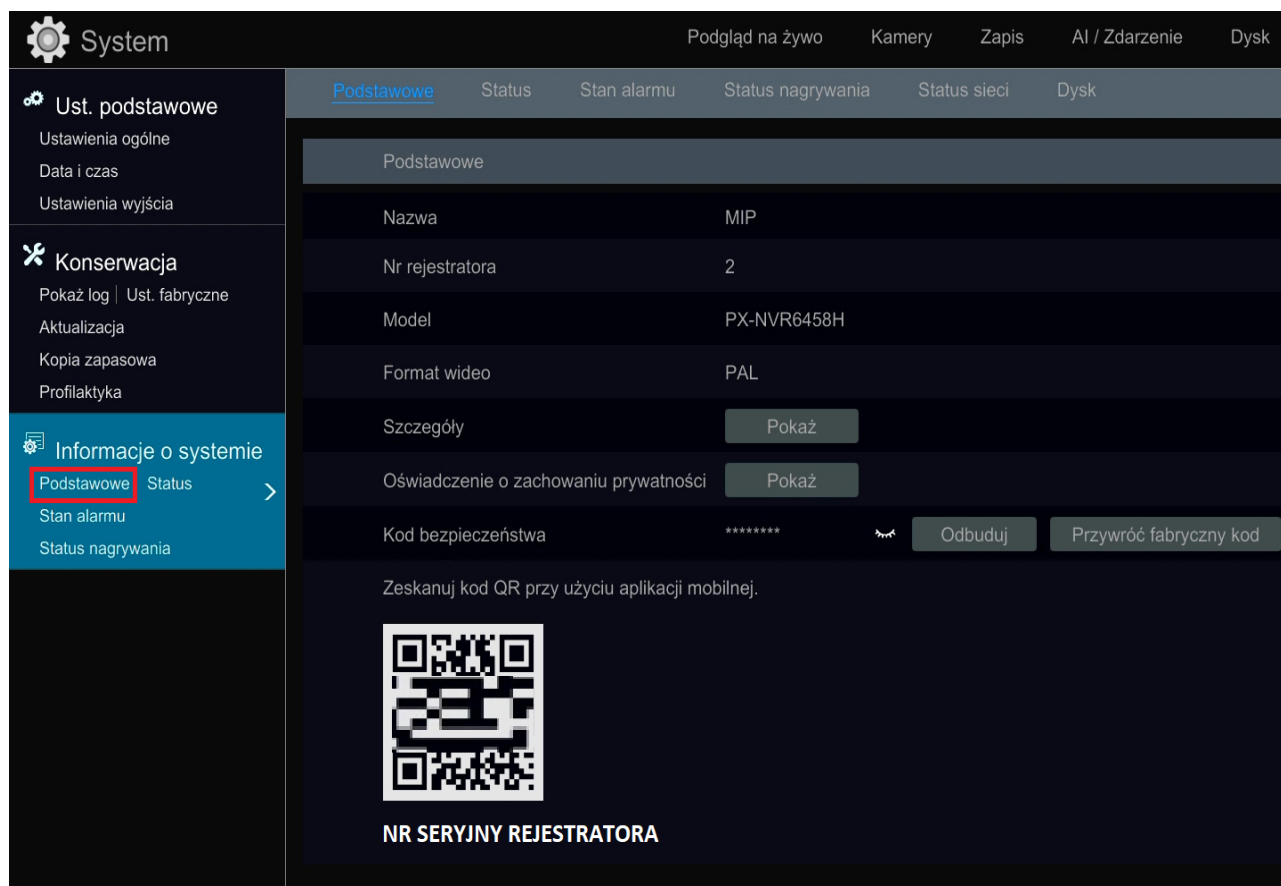 System
Podgląd na żywo Kamery Zapis AI / Zdarzenie Dysk
Ust. podstawowe
Ustawienia ogólne
Data i czas
Ustawienia wyjścia
Konserwacja
Pokaż log | Ust. fabryczne
Aktualizacja
Kopia zapasowa
Profilaktyka
Informacje o systemie
Podstawowe Status
Stan alarmu
Status nagrywania
Podstawowe Status Stan alarmu Status nagrywania Status sieci Dysk
Podstawowe
Nazwa MIP
Nr rejestratora 2
Model PX-NVR6458H
Format wideo PAL
Szczegóły Pokaż
Oświadczenie o zachowaniu prywatności Pokaż
Kod bezpieczeństwa ******** Odbuduj Przywróć fabryczny kod
Zeskanuj kod QR przy użyciu aplikacji mobilnej.
NR SERYJNY REJESTRATORA